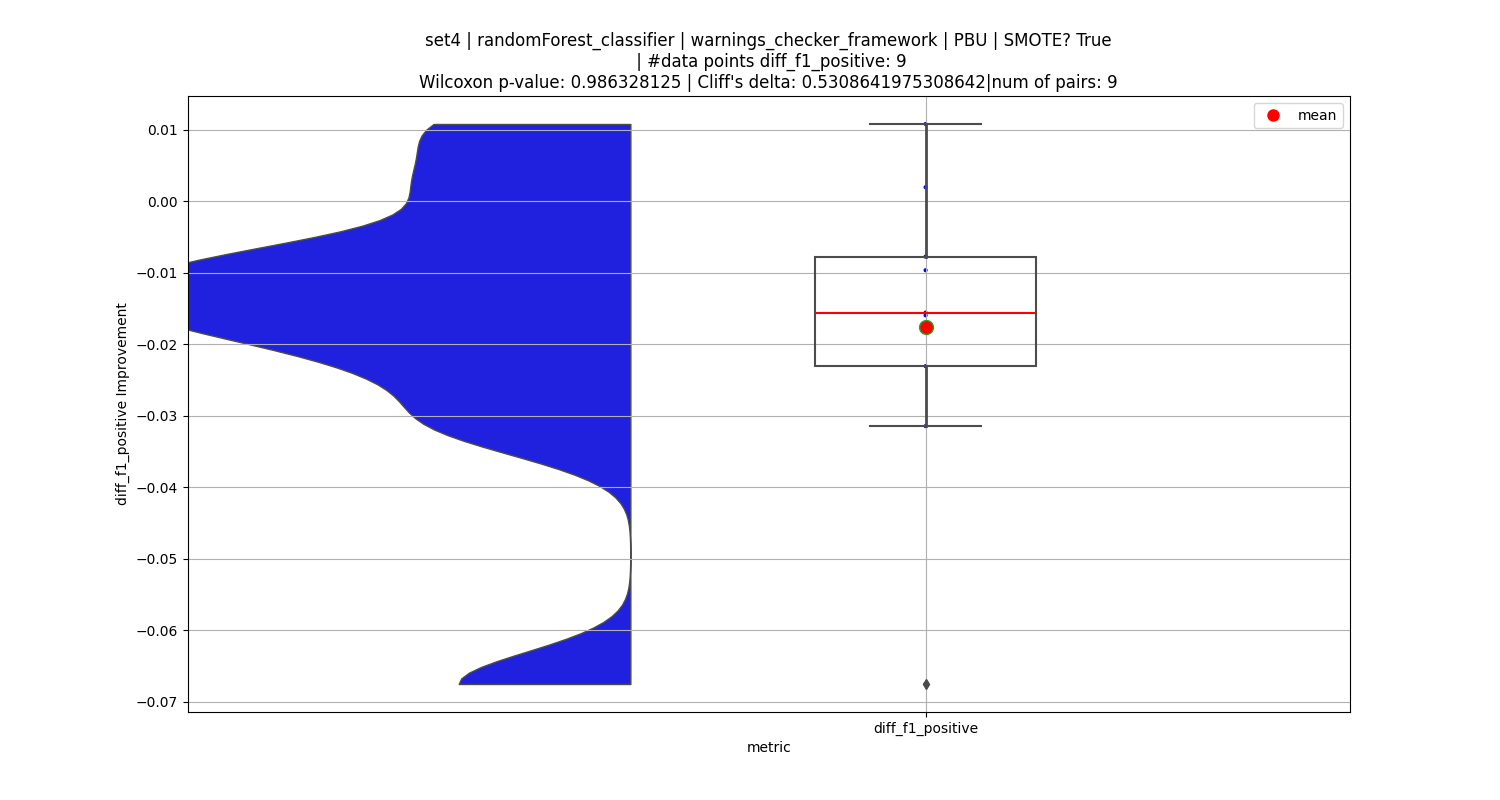 set4 | randomForest_classifier | warnings_checker_framework | PBU | SMOTE? True
| #data points diff_f1_positive: 9
Wilcoxon p-value: 0.986328125 | Cliff's delta: 0.5308641975308642|num of pairs: 9
mean
0.01
0.00
−0.01
−0.02
−0.03
−0.04
−0.05
−0.06
−0.07
diff_f1_positive Improvement
diff_f1_positive
metric